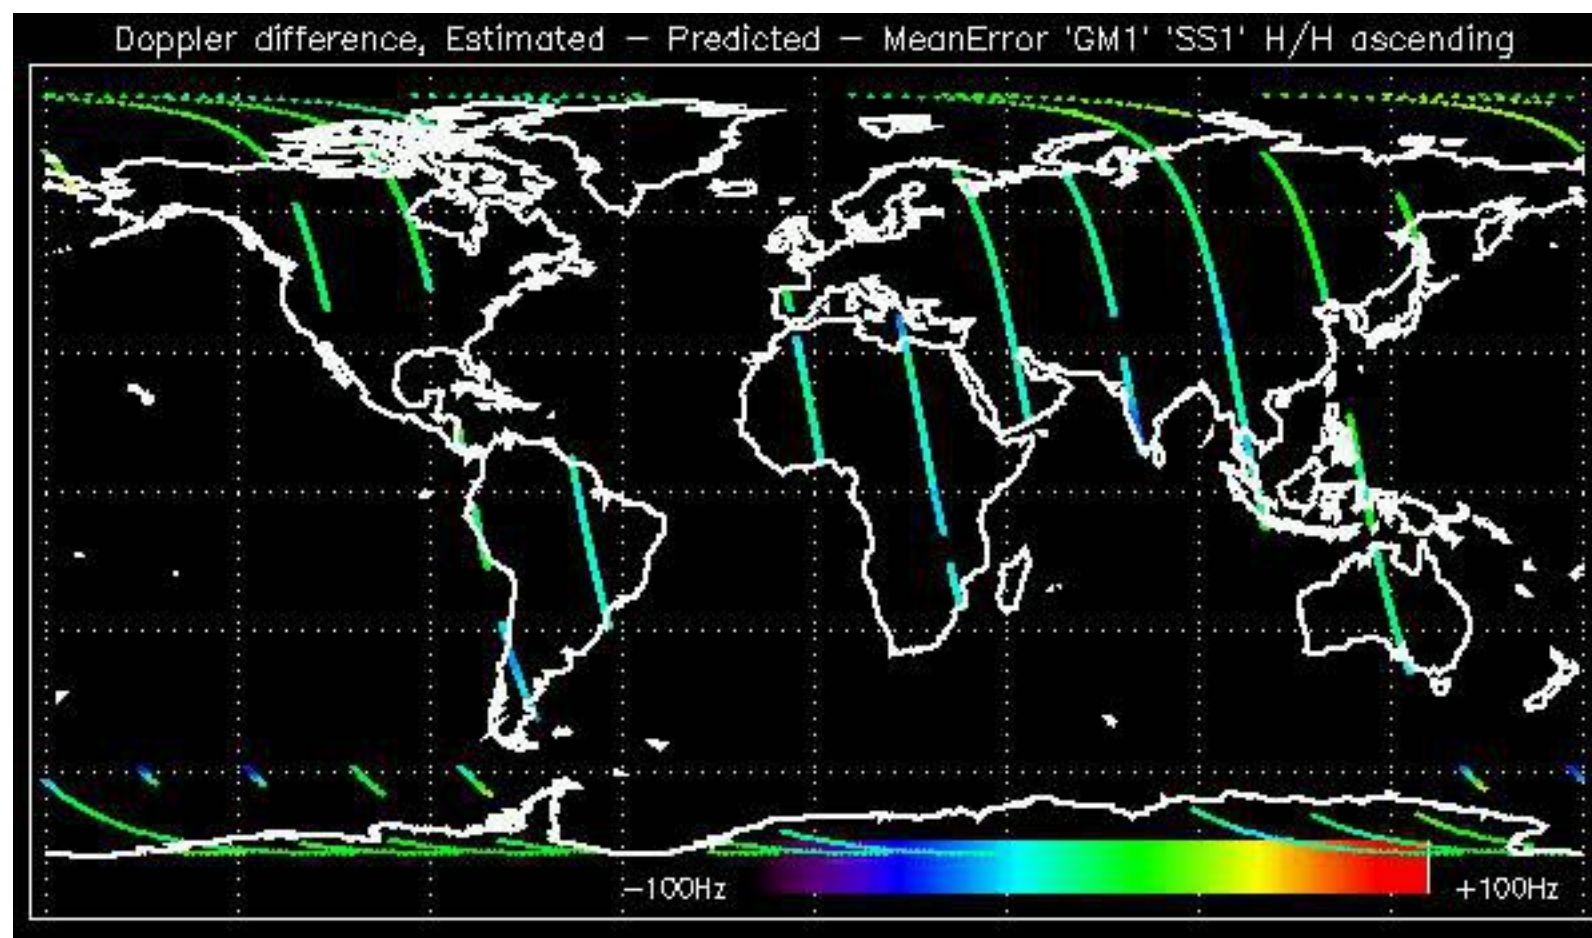 Doppler difference, Estimated – Predicted – MeanError 'GM1' 'SS1' H/H ascending
–100Hz +100Hz